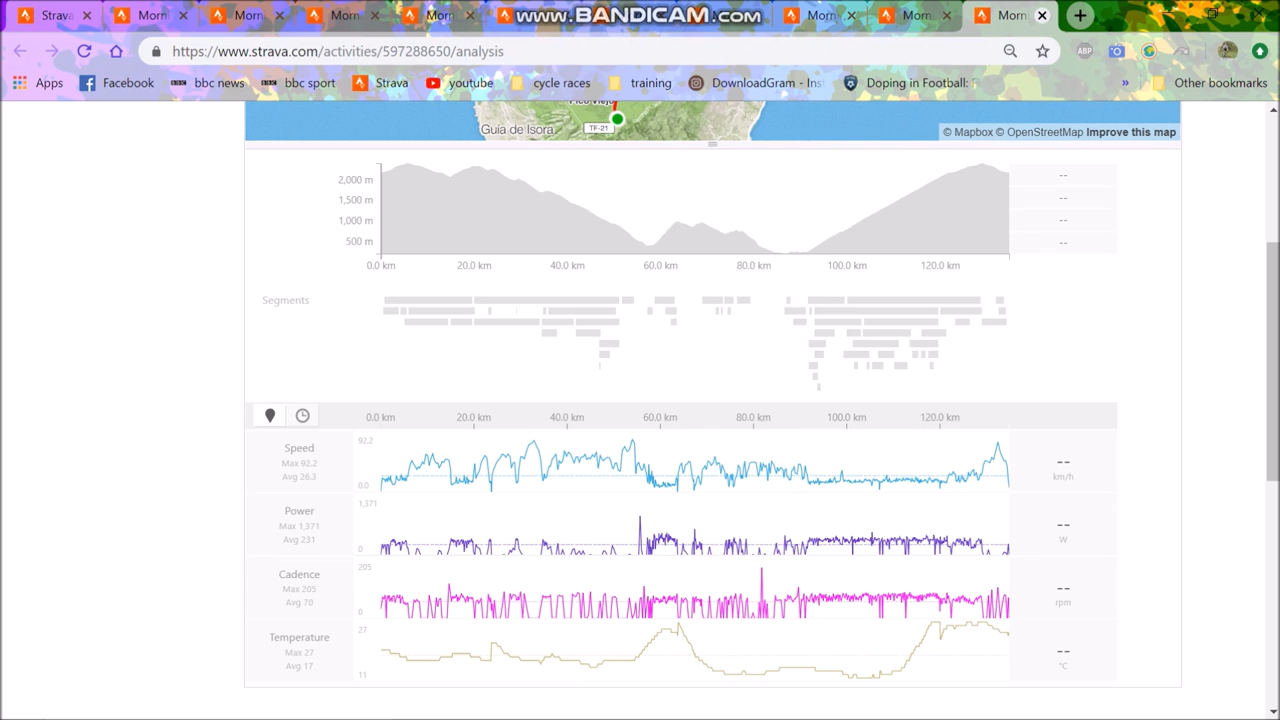 Strava
Morn
Morn
Morn
Morn
www.BANDICAM.com
Morn
Morn
Morn
https://www.strava.com/activities/597288650/analysis
ABP
Apps
Facebook
BBC
bbc news
BBC
bbc sport
Strava
youtube
cycle races
training
DownloadGram - Inst
Doping in Football: F
»
Other bookmarks
Pico Viejo
TF-21
Guia de Isora
© Mapbox © OpenStreetMap Improve this map
2,000 m
1,500 m
1,000 m
500 m
--
--
--
--
0.0 km 20.0 km 40.0 km 60.0 km 80.0 km 100.0 km 120.0 km
Segments
0.0 km 20.0 km 40.0 km 60.0 km 80.0 km 100.0 km 120.0 km
Speed
Max 92.2
Avg 26.3
92.2
0.0
--
km/h
Power
Max 1,371
Avg 231
1,371
0
--
W
Cadence
Max 205
Avg 70
205
0
--
rpm
Temperature
Max 27
Avg 17
27
11
--
°C